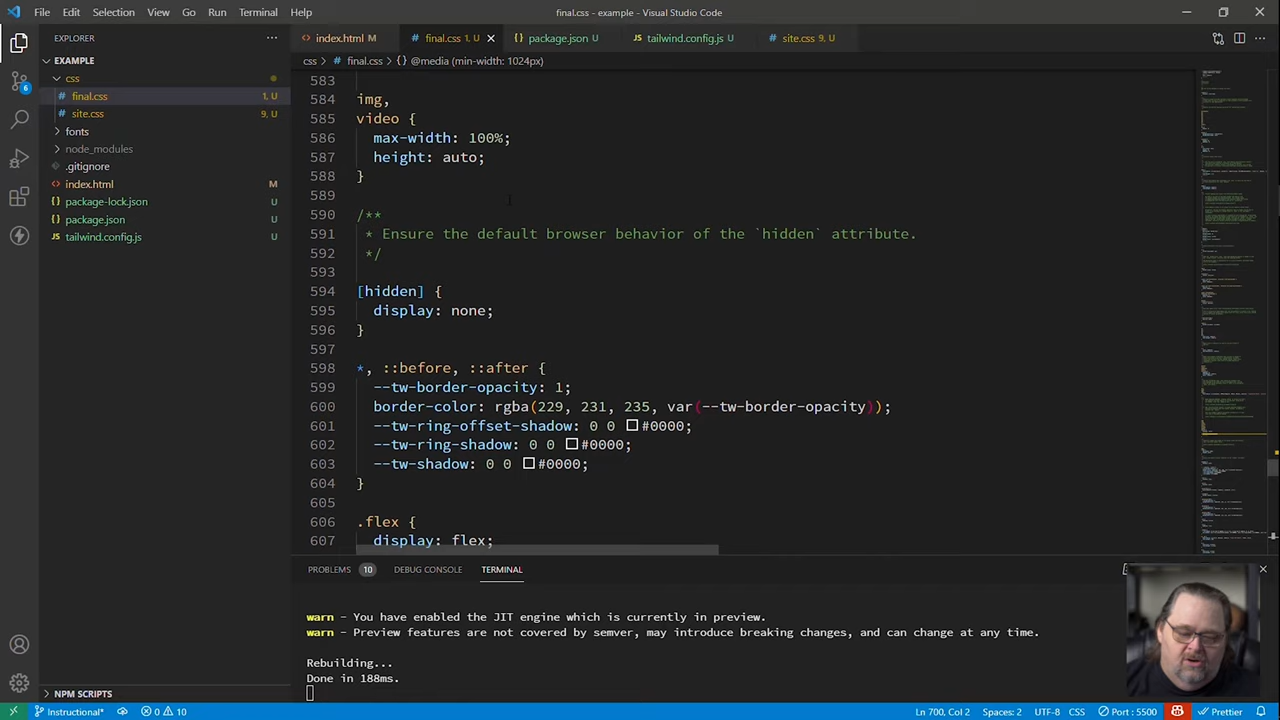 File Edit Selection View Go Run Terminal Help
final.css - example - Visual Studio Code
EXPLORER
EXAMPLE
css
final.css 1, U
site.css 9, U
fonts
node_modules
.gitignore
index.html M
package-lock.json U
package.json U
tailwind.config.js U
NPM SCRIPTS
index.html M
final.css 1, U
package.json U
tailwind.config.js U
site.css 9, U
css > final.css > {} @media (min-width: 1024px)
583
584 img,
585 video {
586 max-width: 100%;
587 height: auto;
588 }
589
590 /**
591 * Ensure the default browser behavior of the `hidden` attribute.
592 */
593
594 [hidden] {
595 display: none;
596 }
597
598 *, ::before, ::after {
599 --tw-border-opacity: 1;
600 border-color: rgba(229, 231, 235, var(--tw-border-opacity));
601 --tw-ring-offset-shadow: 0 0 #0000;
602 --tw-ring-shadow: 0 0 #0000;
603 --tw-shadow: 0 0 #0000;
604 }
605
606 .flex {
607 display: flex;
PROBLEMS 10 DEBUG CONSOLE TERMINAL
warn - You have enabled the JIT engine which is currently in preview.
warn - Preview features are not covered by semver, may introduce breaking changes, and can change at any time.
Rebuilding...
Done in 188ms.
6
Instructional* 0 10
Ln 700, Col 2 Spaces: 2 UTF-8 CSS Port : 5500 Prettier